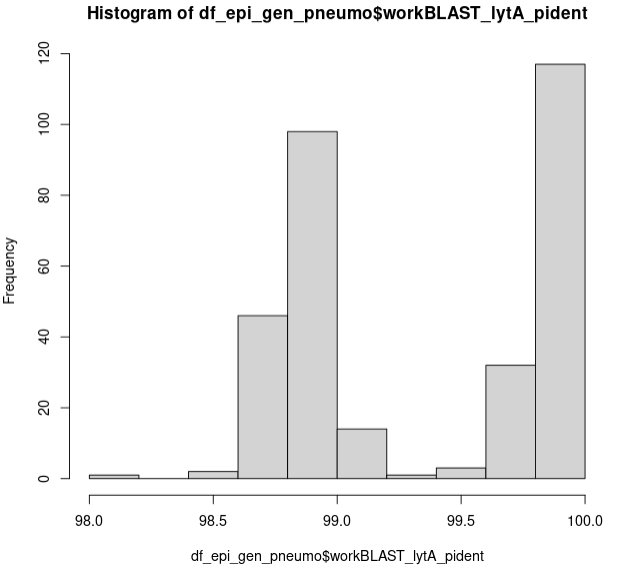 Histogram of df_epi_gen_pneumo$workBLAST_lytA_pident
Frequency
120
100
80
60
40
20
0
98.0 98.5 99.0 99.5 100.0
df_epi_gen_pneumo$workBLAST_lytA_pident